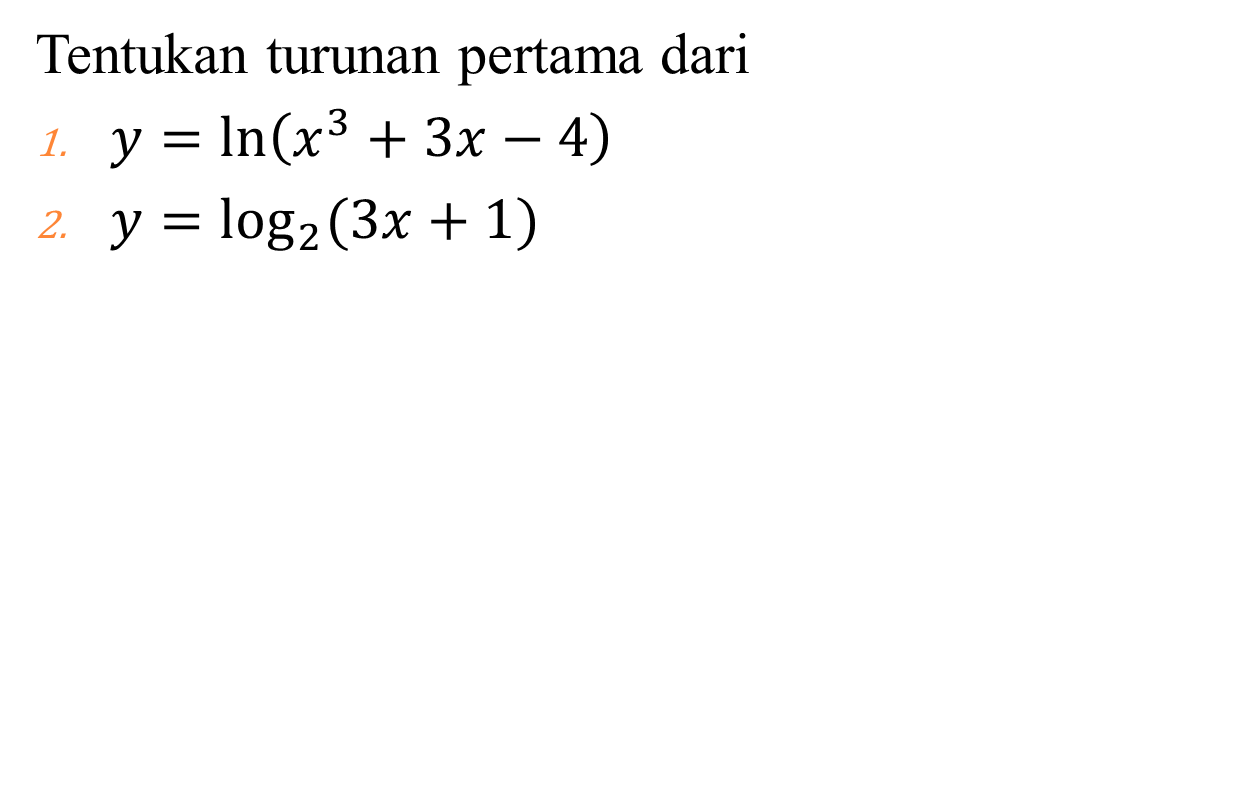 Tentukan turunan pertama dari
1. y = ln(x³ + 3x − 4)
2. y = log₂(3x + 1)